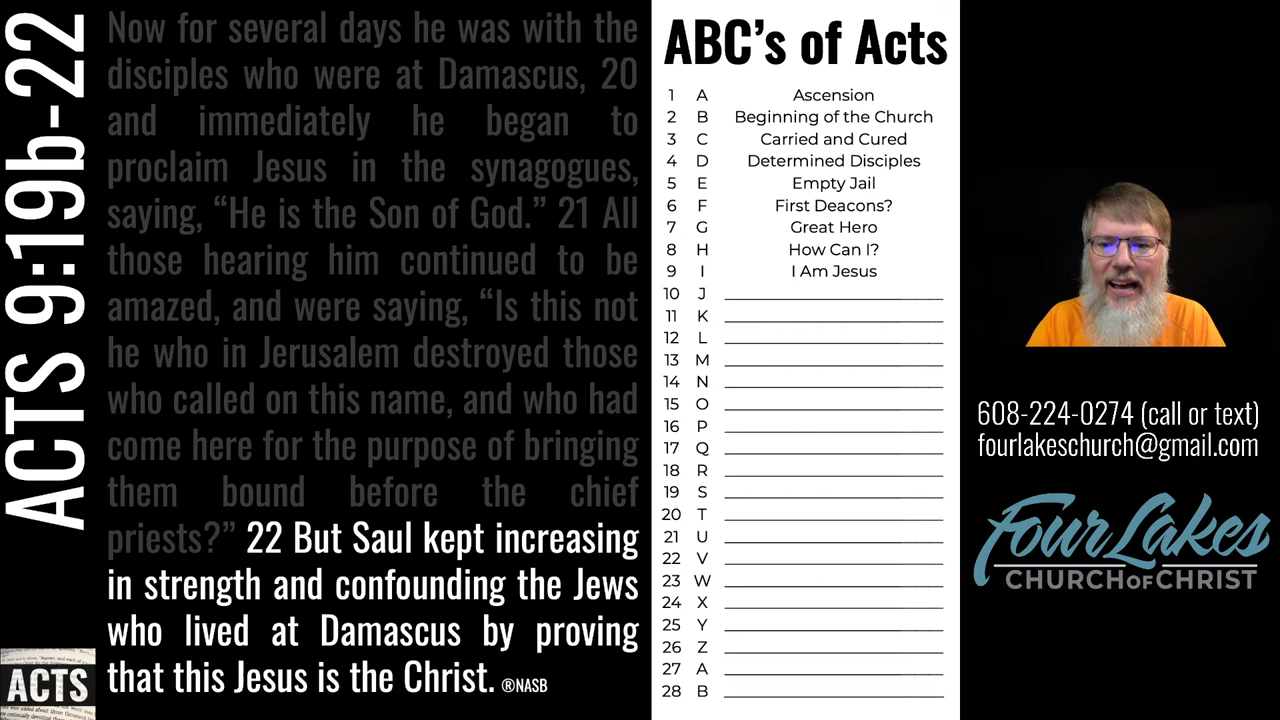 ACTS 9:19b-22
Now for several days he was with the
disciples who were at Damascus, 20
and immediately he began to
proclaim Jesus in the synagogues,
saying, “He is the Son of God.” 21 All
those hearing him continued to be
amazed, and were saying, “Is this not
he who in Jerusalem destroyed those
who called on this name, and who had
come here for the purpose of bringing
them bound before the chief
priests?” 22 But Saul kept increasing
in strength and confounding the Jews
who lived at Damascus by proving
that this Jesus is the Christ. ®NASB
ACTS
ABC’s of Acts
1 A Ascension
2 B Beginning of the Church
3 C Carried and Cured
4 D Determined Disciples
5 E Empty Jail
6 F First Deacons?
7 G Great Hero
8 H How Can I?
9 I I Am Jesus
10 J
11 K
12 L
13 M
14 N
15 O
16 P
17 Q
18 R
19 S
20 T
21 U
22 V
23 W
24 X
25 Y
26 Z
27 A
28 B
608-224-0274 (call or text)
fourlakeschurch@gmail.com
Four Lakes
CHURCH OF CHRIST